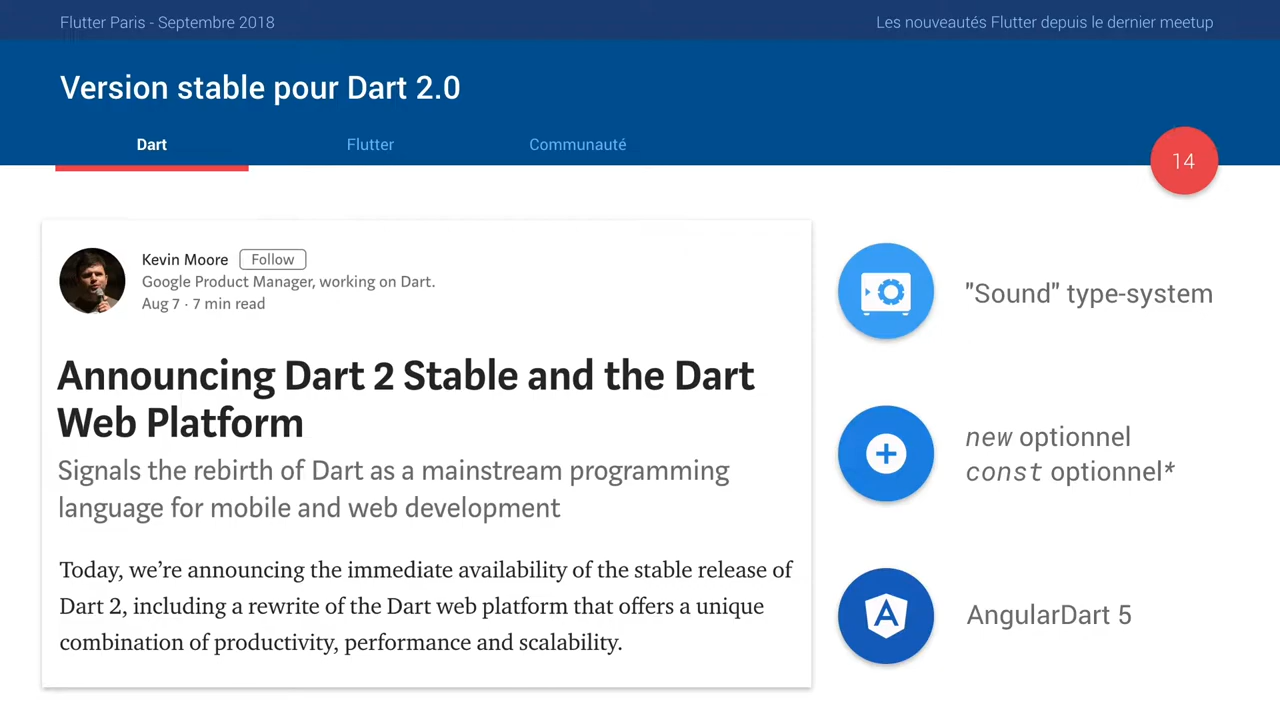 Flutter Paris - Septembre 2018
Les nouveautés Flutter depuis le dernier meetup
Version stable pour Dart 2.0
Dart
Flutter
Communauté
14
Kevin Moore
Follow
Google Product Manager, working on Dart.
Aug 7 · 7 min read
Announcing Dart 2 Stable and the Dart
Web Platform
Signals the rebirth of Dart as a mainstream programming
language for mobile and web development
Today, we’re announcing the immediate availability of the stable release of
Dart 2, including a rewrite of the Dart web platform that offers a unique
combination of productivity, performance and scalability.
"Sound" type-system
new optionnel
const optionnel*
A
AngularDart 5